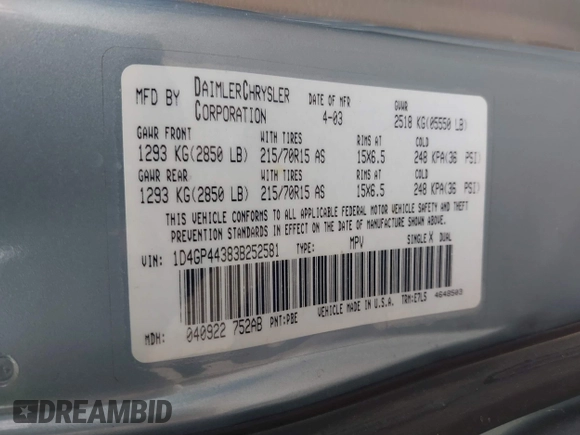 MFD BY DAIMLERCHRYSLER CORPORATION DATE OF MFR 4-03 GVWR 2518 KG(05550 LB)
GAWR FRONT WITH TIRES RIMS AT COLD
1293 KG(2850 LB) 215/70R15 AS 15X6.5 248 KPA(36 PSI)
GAWR REAR WITH TIRES RIMS AT COLD
1293 KG(2850 LB) 215/70R15 AS 15X6.5 248 KPA(36 PSI)
THIS VEHICLE CONFORMS TO ALL APPLICABLE FEDERAL MOTOR VEHICLE SAFETY AND THEFT
PREVENTION STANDARDS IN EFFECT ON THE DATE OF MANUFACTURE SHOWN ABOVE.
VIN: 1D4GP44383B252581 TYPE: MPV SINGLE X DUAL
VEHICLE MADE IN U.S.A. TRM:E7L5 4648503
MDH: 040922 752AB PNT:PBE
DREAMBID